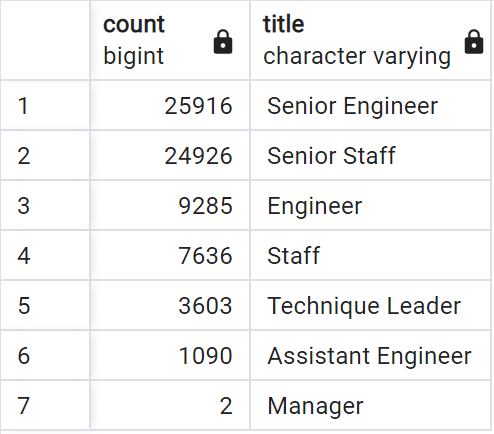 count title
bigint character varying
1 25916 Senior Engineer
2 24926 Senior Staff
3 9285 Engineer
4 7636 Staff
5 3603 Technique Leader
6 1090 Assistant Engineer
7 2 Manager